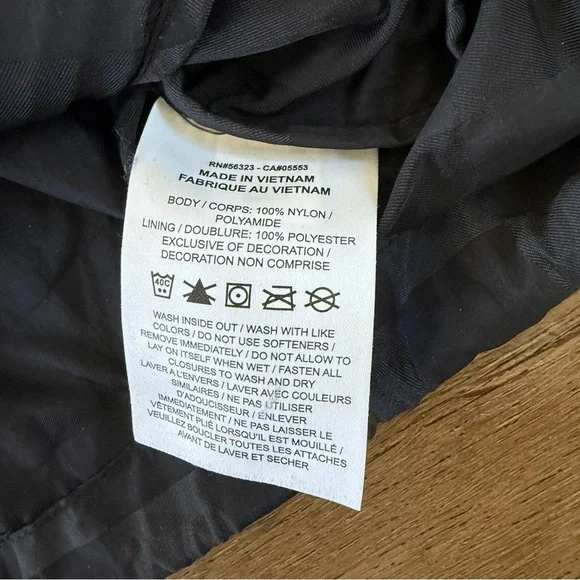 RN#56323 - CA#05553
MADE IN VIETNAM
FABRIQUE AU VIETNAM
BODY / CORPS: 100% NYLON /
POLYAMIDE
LINING / DOUBLURE: 100% POLYESTER
EXCLUSIVE OF DECORATION /
DECORATION NON COMPRISE
40C
WASH INSIDE OUT / WASH WITH LIKE
COLORS / DO NOT USE SOFTENERS /
REMOVE IMMEDIATELY / DO NOT ALLOW TO
LAY ON ITSELF WHEN WET / FASTEN ALL
CLOSURES TO WASH AND DRY
LAVER À L'ENVERS / LAVER AVEC COULEURS
SIMILAIRES / NE PAS UTILISER
D'ADOUCISSEUR / ENLEVER
IMMÉDIATEMENT / NE PAS LAISSER LE
VÊTEMENT PLIÉ LORSQU'IL EST MOUILLÉ /
VEUILLEZ BOUCLER TOUTES LES ATTACHES
AVANT DE LAVER ET SECHER